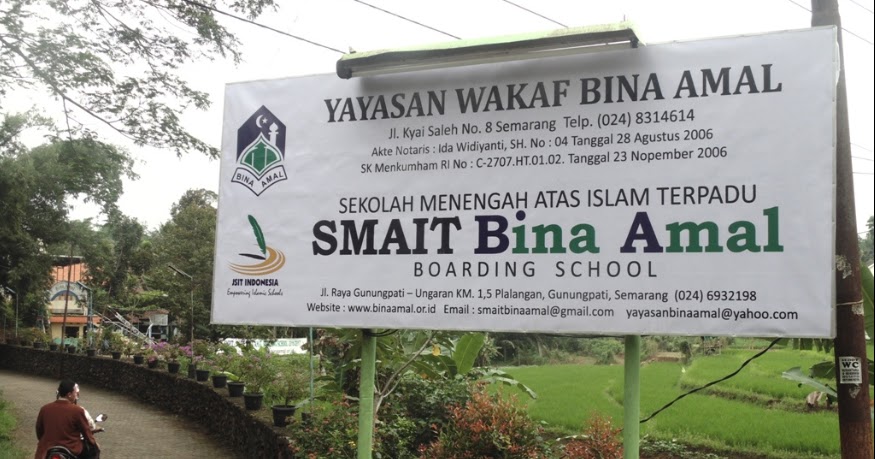 YAYASAN WAKAF BINA AMAL
Jl. Kyai Saleh No. 8 Semarang Telp. (024) 8314614
Akte Notaris : Ida Widiyanti, SH. No : 04 Tanggal 28 Agustus 2006
SK Menkumham RI No : C-2707.HT.01.02. Tanggal 23 Nopember 2006
BINA AMAL
SEKOLAH MENENGAH ATAS ISLAM TERPADU
SMAIT Bina Amal
BOARDING SCHOOL
JSIT INDONESIA
Empowering Islamic Schools
Jl. Raya Gunungpati – Ungaran KM. 1,5 Plalangan, Gunungpati, Semarang (024) 6932198
Website : www.binaamal.or.id Email : smaitbinaamal@gmail.com yayasanbinaamal@yahoo.com
WC